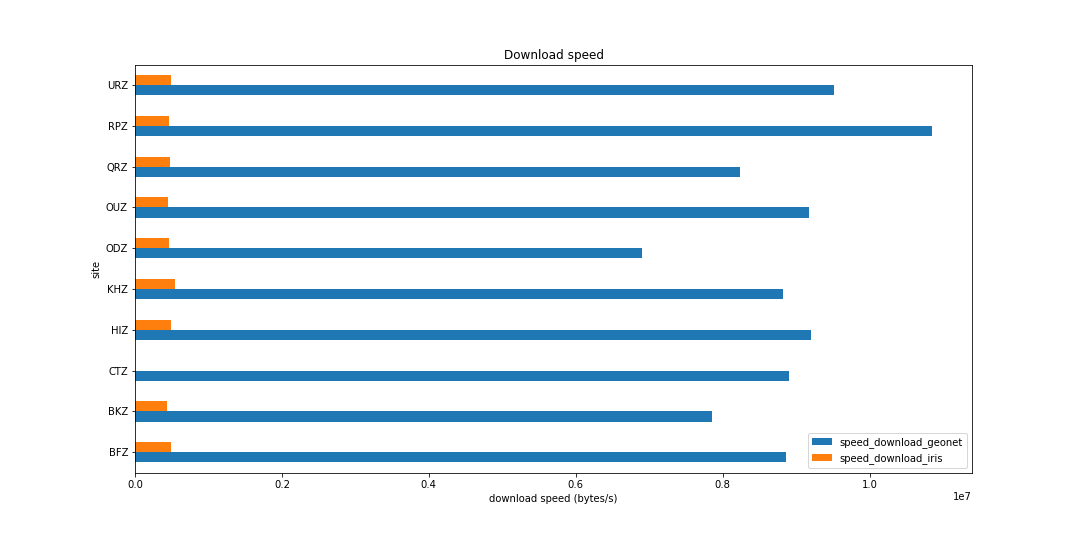 Download speed
URZ
RPZ
QRZ
OUZ
ODZ
KHZ
HIZ
CTZ
BKZ
BFZ
site
speed_download_geonet
speed_download_iris
0.0 0.2 0.4 0.6 0.8 1.0
1e7
download speed (bytes/s)